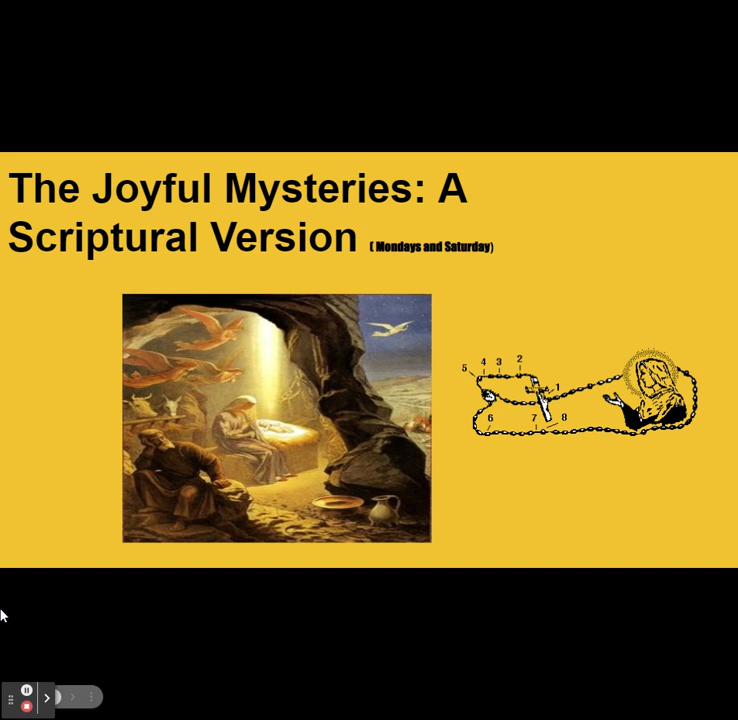 The Joyful Mysteries: A
Scriptural Version ( Mondays and Saturday)
5 4 3 2
1
6 7 8